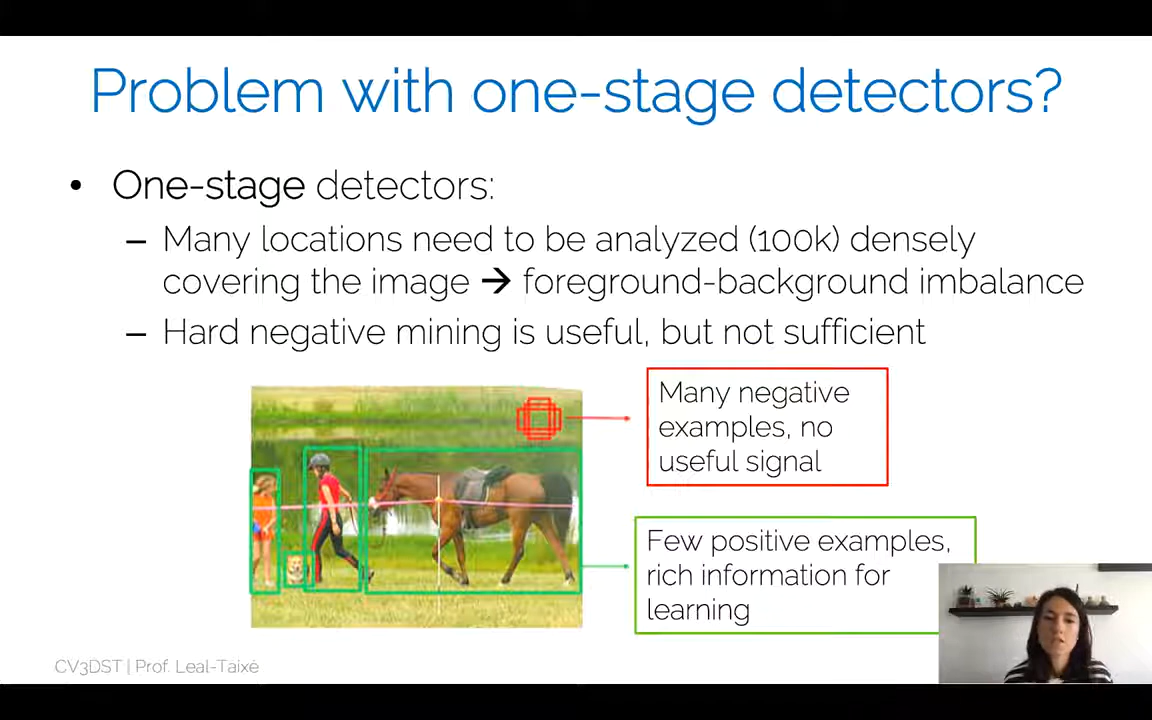 Problem with one-stage detectors?
• One-stage detectors:
– Many locations need to be analyzed (100k) densely
covering the image → foreground-background imbalance
– Hard negative mining is useful, but not sufficient
Many negative
examples, no
useful signal
Few positive examples,
rich information for
learning
CV3DST | Prof. Leal-Taixé